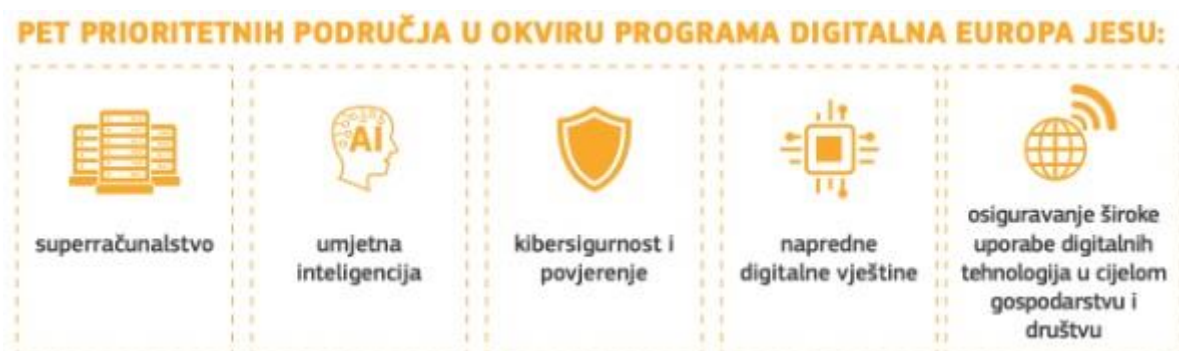 PET PRIORITETNIH PODRUČJA U OKVIRU PROGRAMA DIGITALNA EUROPA JESU:
superračunalstvo
AI
umjetna
inteligencija
kibersigurnost i
povjerenje
napredne
digitalne vještine
osiguravanje široke
uporabe digitalnih
tehnologija u cijelom
gospodarstvu i
društvu